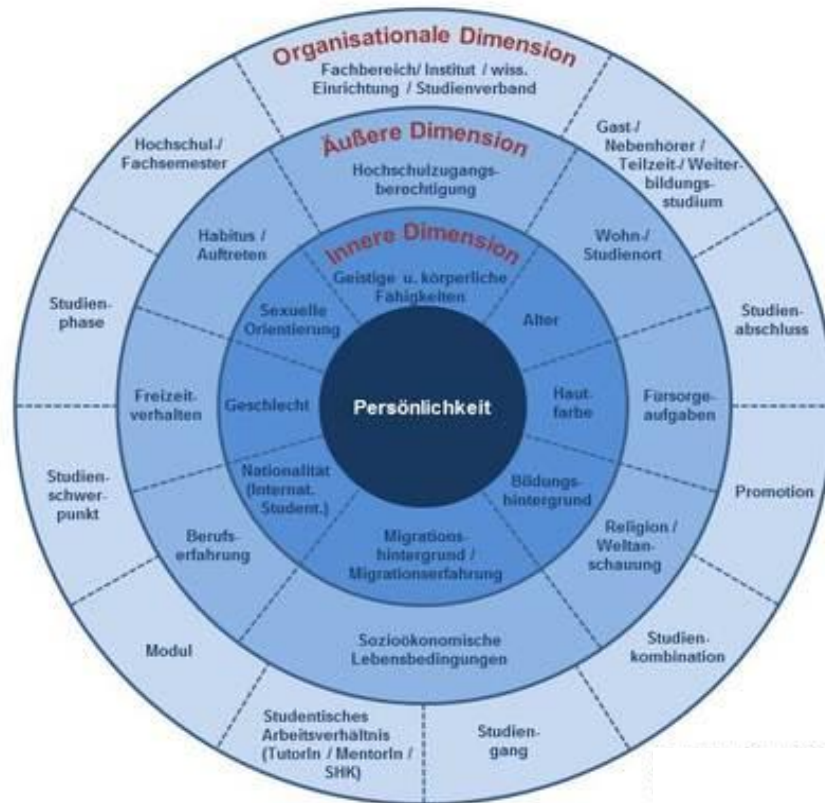 Organisationale Dimension
Fachbereich/ Institut / wiss.
Einrichtung / Studienverband
Gast-/
Nebenhörer /
Teilzeit-/ Weiter-
bildungs-
studium
Studien-
abschluss
Promotion
Studien-
kombination
Studien-
gang
Studentisches
Arbeitsverhältnis
(TutorIn / MentorIn /
SHK)
Modul
Studien-
schwer-
punkt
Studien-
phase
Hochschul-/
Fachsemester
Äußere Dimension
Hochschulzugangs-
berechtigung
Wohn-/
Studienort
Fürsorge-
aufgaben
Religion /
Weltan-
schauung
Sozioökonomische
Lebensbedingungen
Berufs-
erfahrung
Freizeit-
verhalten
Habitus /
Auftreten
Innere Dimension
Geistige u. körperliche
Fähigkeiten
Alter
Haut-
farbe
Bildungs-
hintergrund
Migrations-
hintergrund /
Migrationserfahrung
Nationalität
(Internat.
Student.)
Geschlecht
Sexuelle
Orientierung
Persönlichkeit